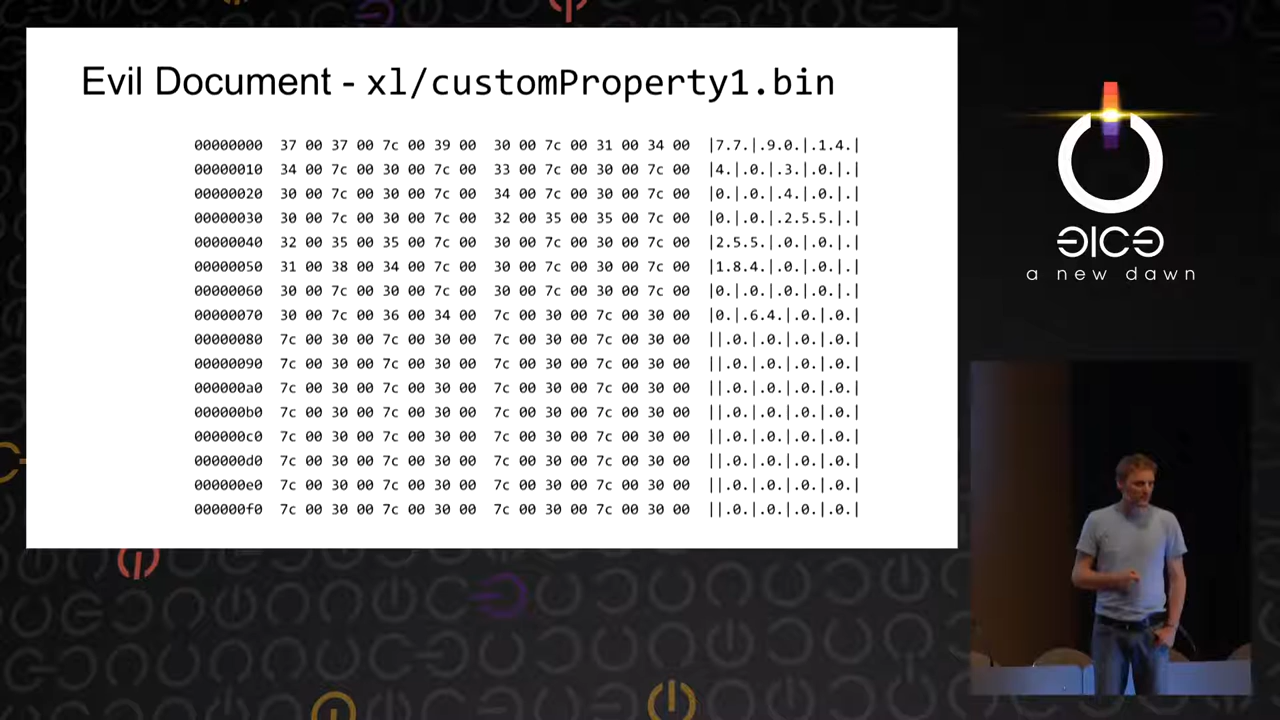 Evil Document - xl/customProperty1.bin
00000000 37 00 37 00 7c 00 39 00 30 00 7c 00 31 00 34 00 |7.7.|.9.0.|.1.4.|
00000010 34 00 7c 00 30 00 7c 00 33 00 7c 00 30 00 7c 00 |4.|.0.|.3.|.0.|.|
00000020 30 00 7c 00 30 00 7c 00 34 00 7c 00 30 00 7c 00 |0.|.0.|.4.|.0.|.|
00000030 30 00 7c 00 30 00 7c 00 32 00 35 00 35 00 7c 00 |0.|.0.|.2.5.5.|.|
00000040 32 00 35 00 35 00 7c 00 30 00 7c 00 30 00 7c 00 |2.5.5.|.0.|.0.|.|
00000050 31 00 38 00 34 00 7c 00 30 00 7c 00 30 00 7c 00 |1.8.4.|.0.|.0.|.|
00000060 30 00 7c 00 30 00 7c 00 30 00 7c 00 30 00 7c 00 |0.|.0.|.0.|.0.|.|
00000070 30 00 7c 00 36 00 34 00 7c 00 30 00 7c 00 30 00 |0.|.6.4.|.0.|.0.|
00000080 7c 00 30 00 7c 00 30 00 7c 00 30 00 7c 00 30 00 ||.0.|.0.|.0.|.0.|
00000090 7c 00 30 00 7c 00 30 00 7c 00 30 00 7c 00 30 00 ||.0.|.0.|.0.|.0.|
000000a0 7c 00 30 00 7c 00 30 00 7c 00 30 00 7c 00 30 00 ||.0.|.0.|.0.|.0.|
000000b0 7c 00 30 00 7c 00 30 00 7c 00 30 00 7c 00 30 00 ||.0.|.0.|.0.|.0.|
000000c0 7c 00 30 00 7c 00 30 00 7c 00 30 00 7c 00 30 00 ||.0.|.0.|.0.|.0.|
000000d0 7c 00 30 00 7c 00 30 00 7c 00 30 00 7c 00 30 00 ||.0.|.0.|.0.|.0.|
000000e0 7c 00 30 00 7c 00 30 00 7c 00 30 00 7c 00 30 00 ||.0.|.0.|.0.|.0.|
000000f0 7c 00 30 00 7c 00 30 00 7c 00 30 00 7c 00 30 00 ||.0.|.0.|.0.|.0.|
a new dawn